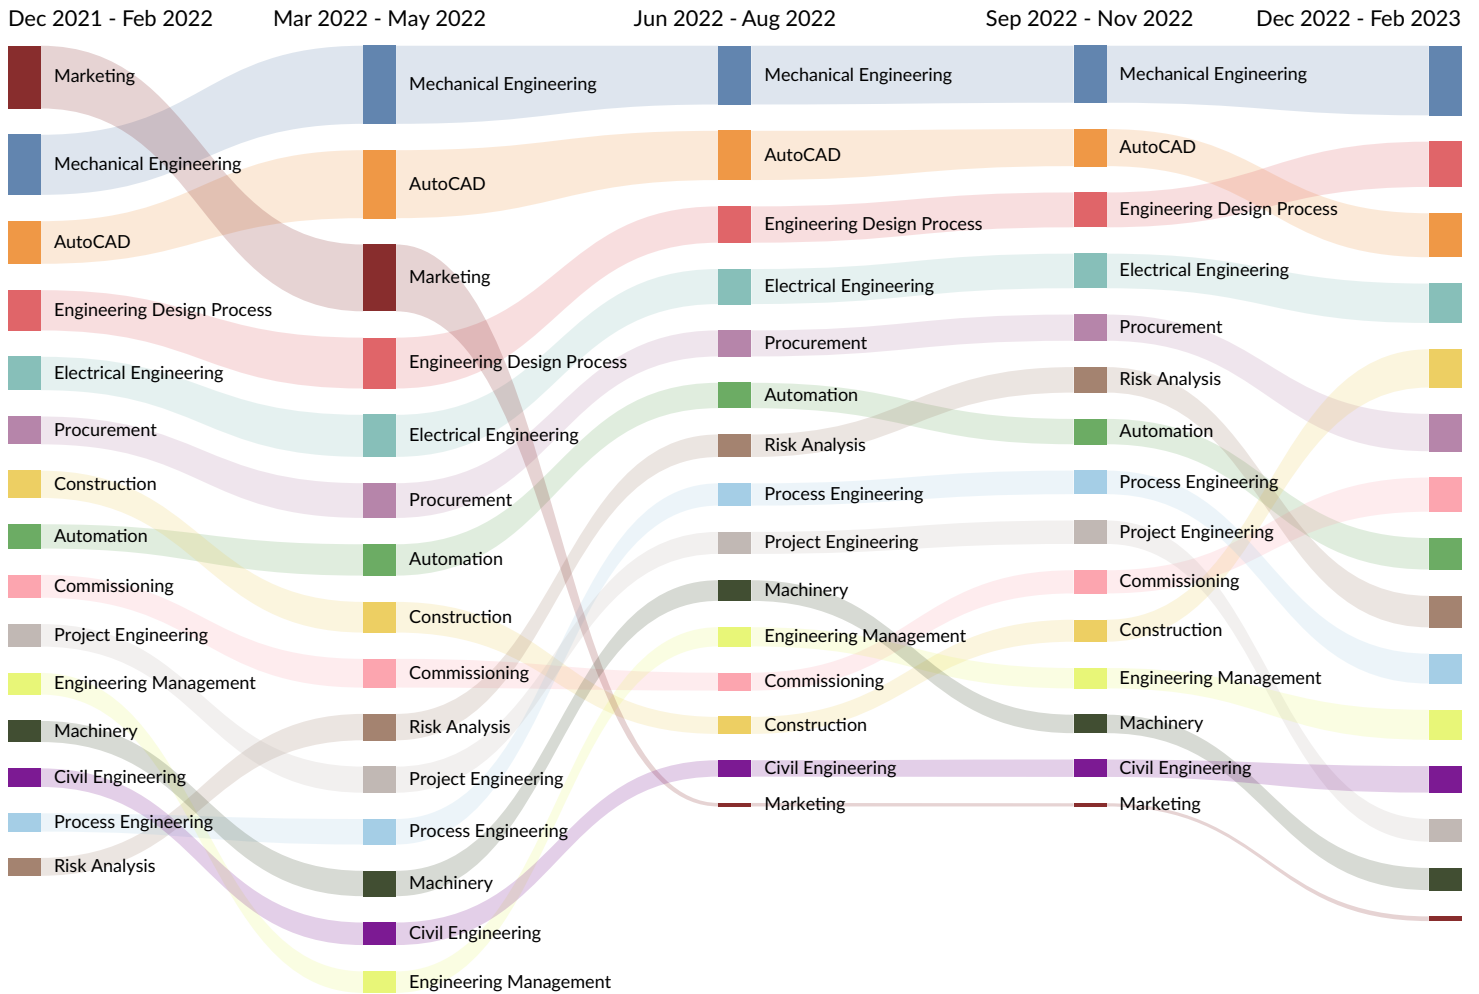 Dec 2021 - Feb 2022
Mar 2022 - May 2022
Jun 2022 - Aug 2022
Sep 2022 - Nov 2022
Dec 2022 - Feb 2023
Marketing
Mechanical Engineering
AutoCAD
Engineering Design Process
Electrical Engineering
Procurement
Construction
Automation
Commissioning
Project Engineering
Engineering Management
Machinery
Civil Engineering
Process Engineering
Risk Analysis
Mechanical Engineering
AutoCAD
Marketing
Engineering Design Process
Electrical Engineering
Procurement
Automation
Construction
Commissioning
Risk Analysis
Project Engineering
Process Engineering
Machinery
Civil Engineering
Engineering Management
Mechanical Engineering
AutoCAD
Engineering Design Process
Electrical Engineering
Procurement
Automation
Risk Analysis
Process Engineering
Project Engineering
Machinery
Engineering Management
Commissioning
Construction
Civil Engineering
Marketing
Mechanical Engineering
AutoCAD
Engineering Design Process
Electrical Engineering
Procurement
Risk Analysis
Automation
Process Engineering
Project Engineering
Commissioning
Construction
Engineering Management
Machinery
Civil Engineering
Marketing